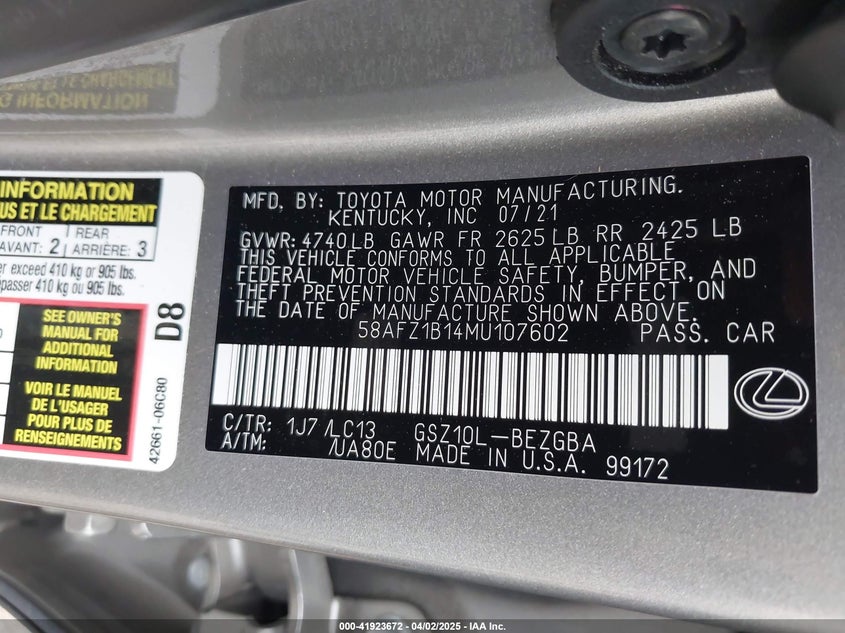 G INFORMATION
INFORMATION
US ET LE CHARGEMENT
FRONT
AVANT: 2
REAR
ARRIÈRE: 3
er exceed 410 kg or 905 lbs.
épasser 410 kg ou 905 lbs.
SEE OWNER'S
MANUAL FOR
ADDITIONAL
INFORMATION
VOIR LE MANUEL
DE L'USAGER
POUR PLUS DE
RENSEIGNEMENTS
D8
42661-06C80
MFD. BY: TOYOTA MOTOR MANUFACTURING.
KENTUCKY, INC 07/21
GVWR: 4740LB GAWR FR 2625LB RR 2425 LB
THIS VEHICLE CONFORMS TO ALL APPLICABLE
FEDERAL MOTOR VEHICLE SAFETY, BUMPER, AND
THEFT PREVENTION STANDARDS IN EFFECT ON
THE DATE OF MANUFACTURE SHOWN ABOVE.
58AFZ1B14MU107602 PASS. CAR
C/TR: 1J7 /LC13 GSZ10L-BEZGBA
A/TM: /UA80E MADE IN U.S.A. 99172
000-41923672 - 04/02/2025 - IAA Inc.